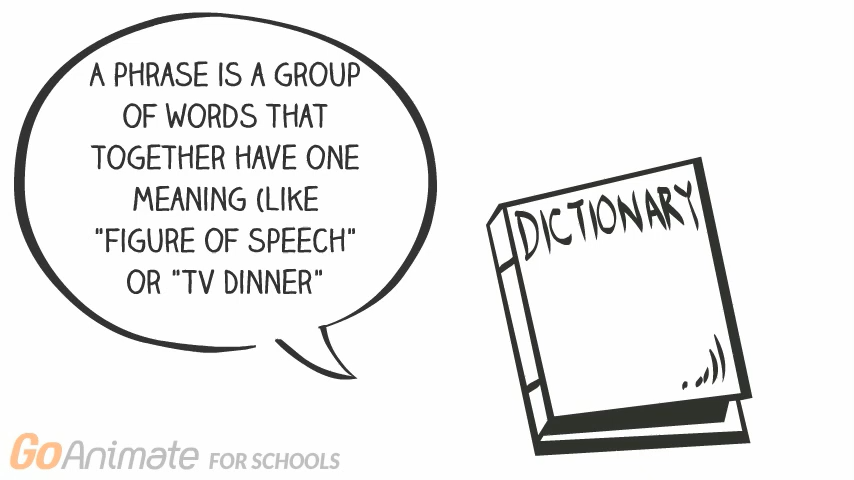 A PHRASE IS A GROUP
OF WORDS THAT
TOGETHER HAVE ONE
MEANING (LIKE
"FIGURE OF SPEECH"
OR "TV DINNER"
DICTIONARY
GoAnimate FOR SCHOOLS